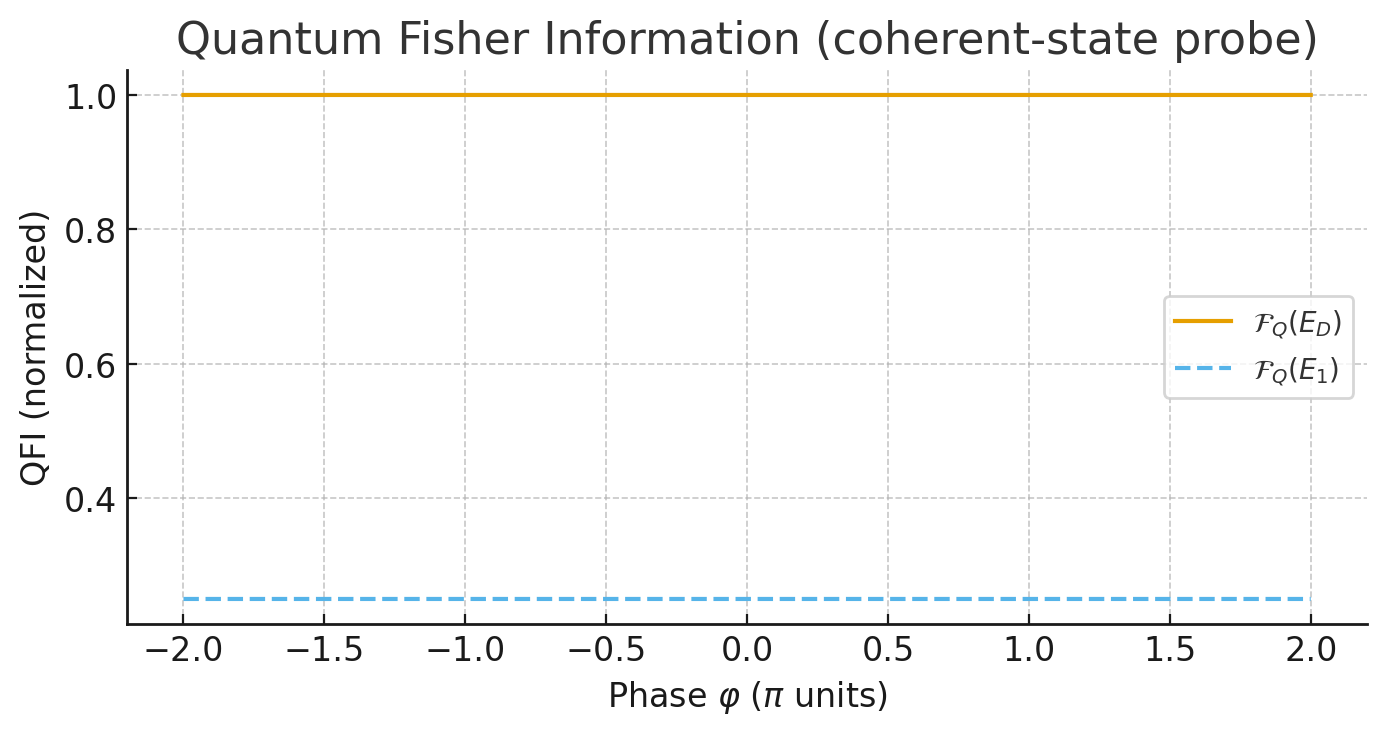 Quantum Fisher Information (coherent-state probe)
QFI (normalized)
1.0
0.8
0.6
0.4
ℱ_Q(E_D)
ℱ_Q(E_1)
−2.0 −1.5 −1.0 −0.5 0.0 0.5 1.0 1.5 2.0
Phase φ (π units)